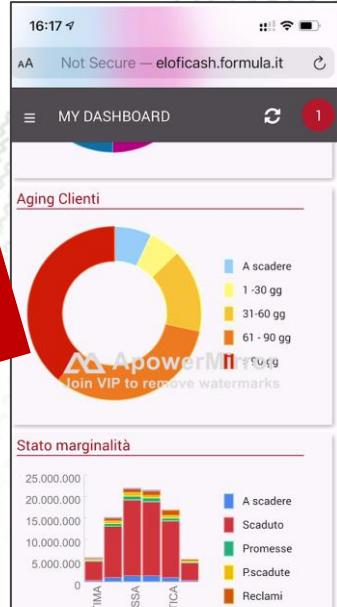 16:17
AA Not Secure — eloficash.formula.it
MY DASHBOARD 1
Aging Clienti
A scadere
1 -30 gg
31-60 gg
61 - 90 gg
> 90 gg
ApowerMirror
Join VIP to remove watermarks
Stato marginalità
25.000.000
20.000.000
15.000.000
10.000.000
5.000.000
0
A scadere
Scaduto
Promesse
P.scadute
Reclami